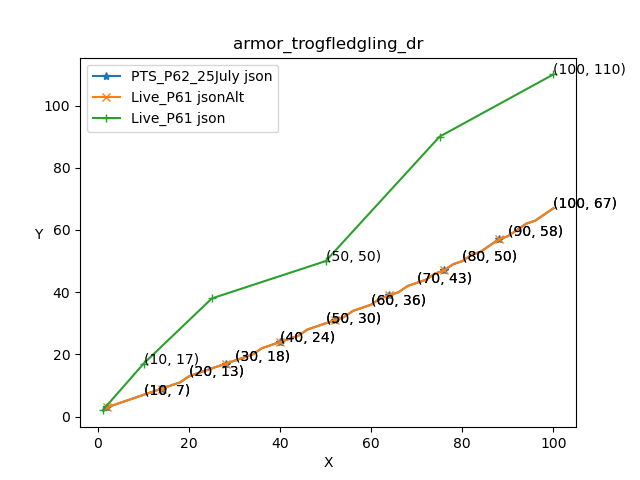 armor_trogfledgling_dr
PTS_P62_25July json
Live_P61 jsonAlt
Live_P61 json
(100, 110)
100
80
60
40
20
0
Y
(100, 67)
(90, 58)
(50, 50)
(80, 50)
(70, 43)
(60, 36)
(50, 30)
(40, 24)
(10, 17)
(30, 18)
(20, 13)
(10, 7)
0 20 40 60 80 100
X